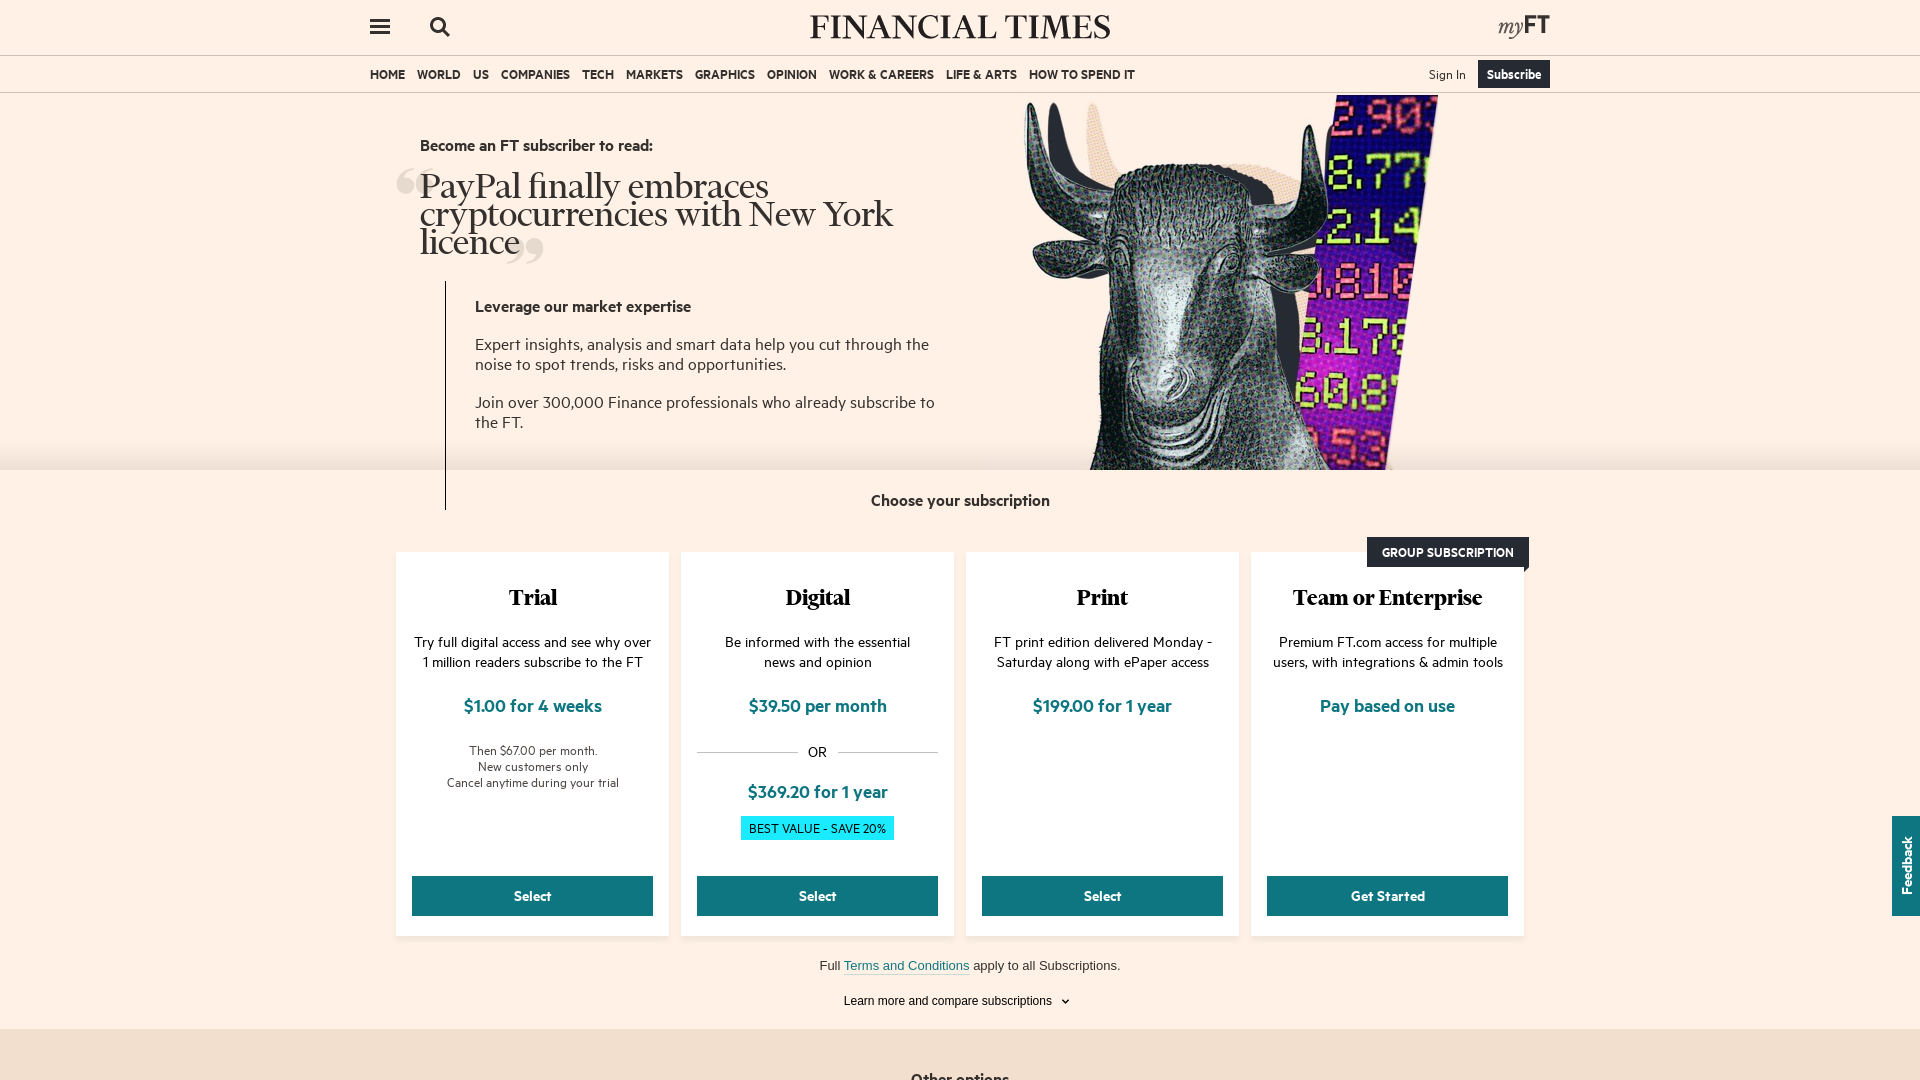 FINANCIAL TIMES
myFT
HOME WORLD US COMPANIES TECH MARKETS GRAPHICS OPINION WORK & CAREERS LIFE & ARTS HOW TO SPEND IT
Sign In Subscribe
Become an FT subscriber to read:
“PayPal finally embraces
cryptocurrencies with New York
licence”
Leverage our market expertise
Expert insights, analysis and smart data help you cut through the
noise to spot trends, risks and opportunities.
Join over 300,000 Finance professionals who already subscribe to
the FT.
Choose your subscription
Trial
Try full digital access and see why over
1 million readers subscribe to the FT
$1.00 for 4 weeks
Then $67.00 per month.
New customers only
Cancel anytime during your trial
Select
Digital
Be informed with the essential
news and opinion
$39.50 per month
OR
$369.20 for 1 year
BEST VALUE - SAVE 20%
Select
Print
FT print edition delivered Monday -
Saturday along with ePaper access
$199.00 for 1 year
Select
GROUP SUBSCRIPTION
Team or Enterprise
Premium FT.com access for multiple
users, with integrations & admin tools
Pay based on use
Get Started
Feedback
Full Terms and Conditions apply to all Subscriptions.
Learn more and compare subscriptions
Other options